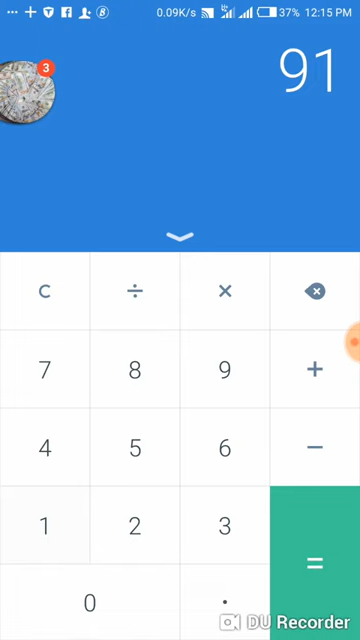 0.09K/s 37% 12:15 PM
3
91
C ÷ ×
7 8 9 +
4 5 6 −
1 2 3
=
0 .
DU Recorder